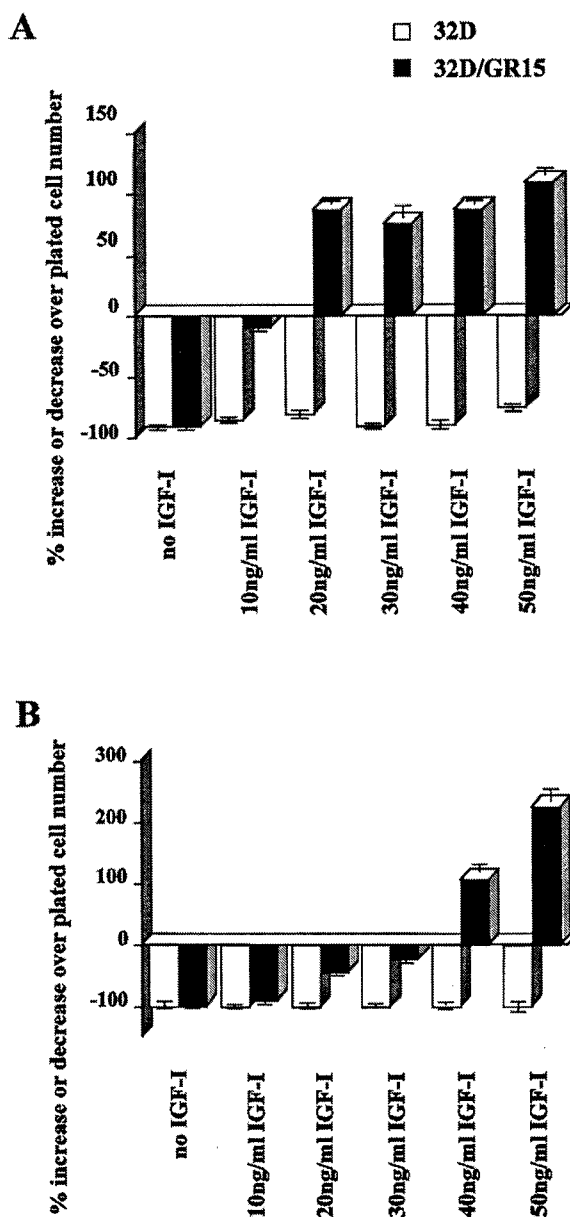 A
32D
32D/GR15
% increase or decrease over plated cell number
150
100
50
0
-50
-100
no IGF-I
10ng/ml IGF-I
20ng/ml IGF-I
30ng/ml IGF-I
40ng/ml IGF-I
50ng/ml IGF-I
B
% increase or decrease over plated cell number
300
200
100
0
-100
no IGF-I
10ng/ml IGF-I
20ng/ml IGF-I
30ng/ml IGF-I
40ng/ml IGF-I
50ng/ml IGF-I